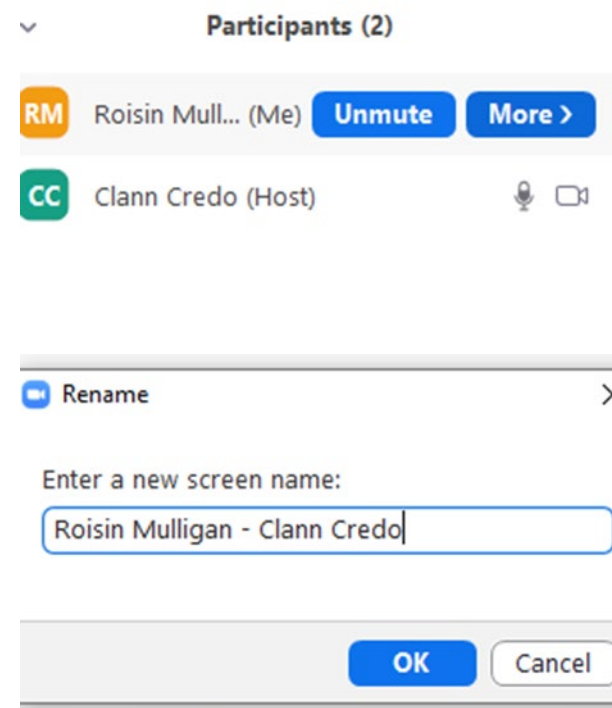 Participants (2)
RM Roisin Mull... (Me) Unmute More >
CC Clann Credo (Host)
Rename
Enter a new screen name:
Roisin Mulligan - Clann Credo
OK Cancel